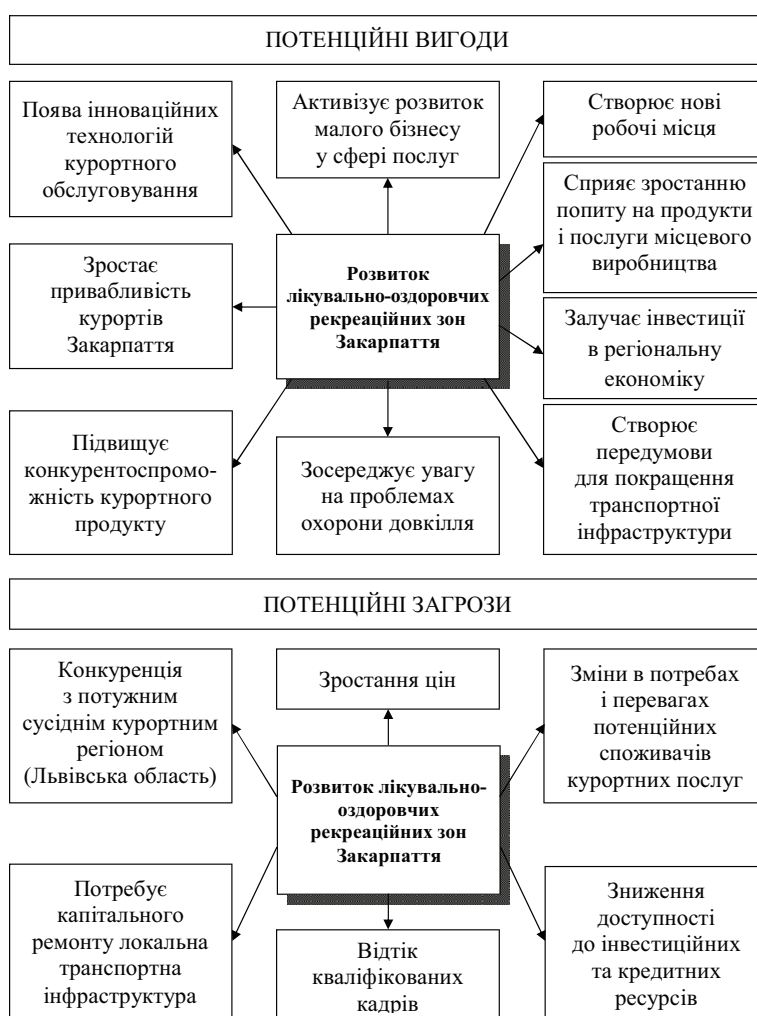 ПОТЕНЦІЙНІ ВИГОДИ
Поява інноваційних
технологій
курортного
обслуговування
Активізує розвиток
малого бізнесу
у сфері послуг
Створює нові
робочі місця
Сприяє зростанню
попиту на продукти
і послуги місцевого
виробництва
Зростає
привабливість
курортів
Закарпаття
Розвиток
лікувально-оздоровчих
рекреаційних зон
Закарпаття
Залучає інвестиції
в регіональну
економіку
Підвищує
конкурентоспромо-
жність курортного
продукту
Зосереджує увагу
на проблемах
охорони довкілля
Створює
передумови
для покращення
транспортної
інфраструктури
ПОТЕНЦІЙНІ ЗАГРОЗИ
Конкуренція
з потужним
сусіднім курортним
регіоном
(Львівська область)
Зростання цін
Зміни в потребах
і перевагах
потенційних
споживачів
курортних послуг
Розвиток лікувально-
оздоровчих
рекреаційних зон
Закарпаття
Потребує
капітального
ремонту локальна
транспортна
інфраструктура
Відтік
кваліфікованих
кадрів
Зниження
доступності
до інвестиційних
та кредитних
ресурсів